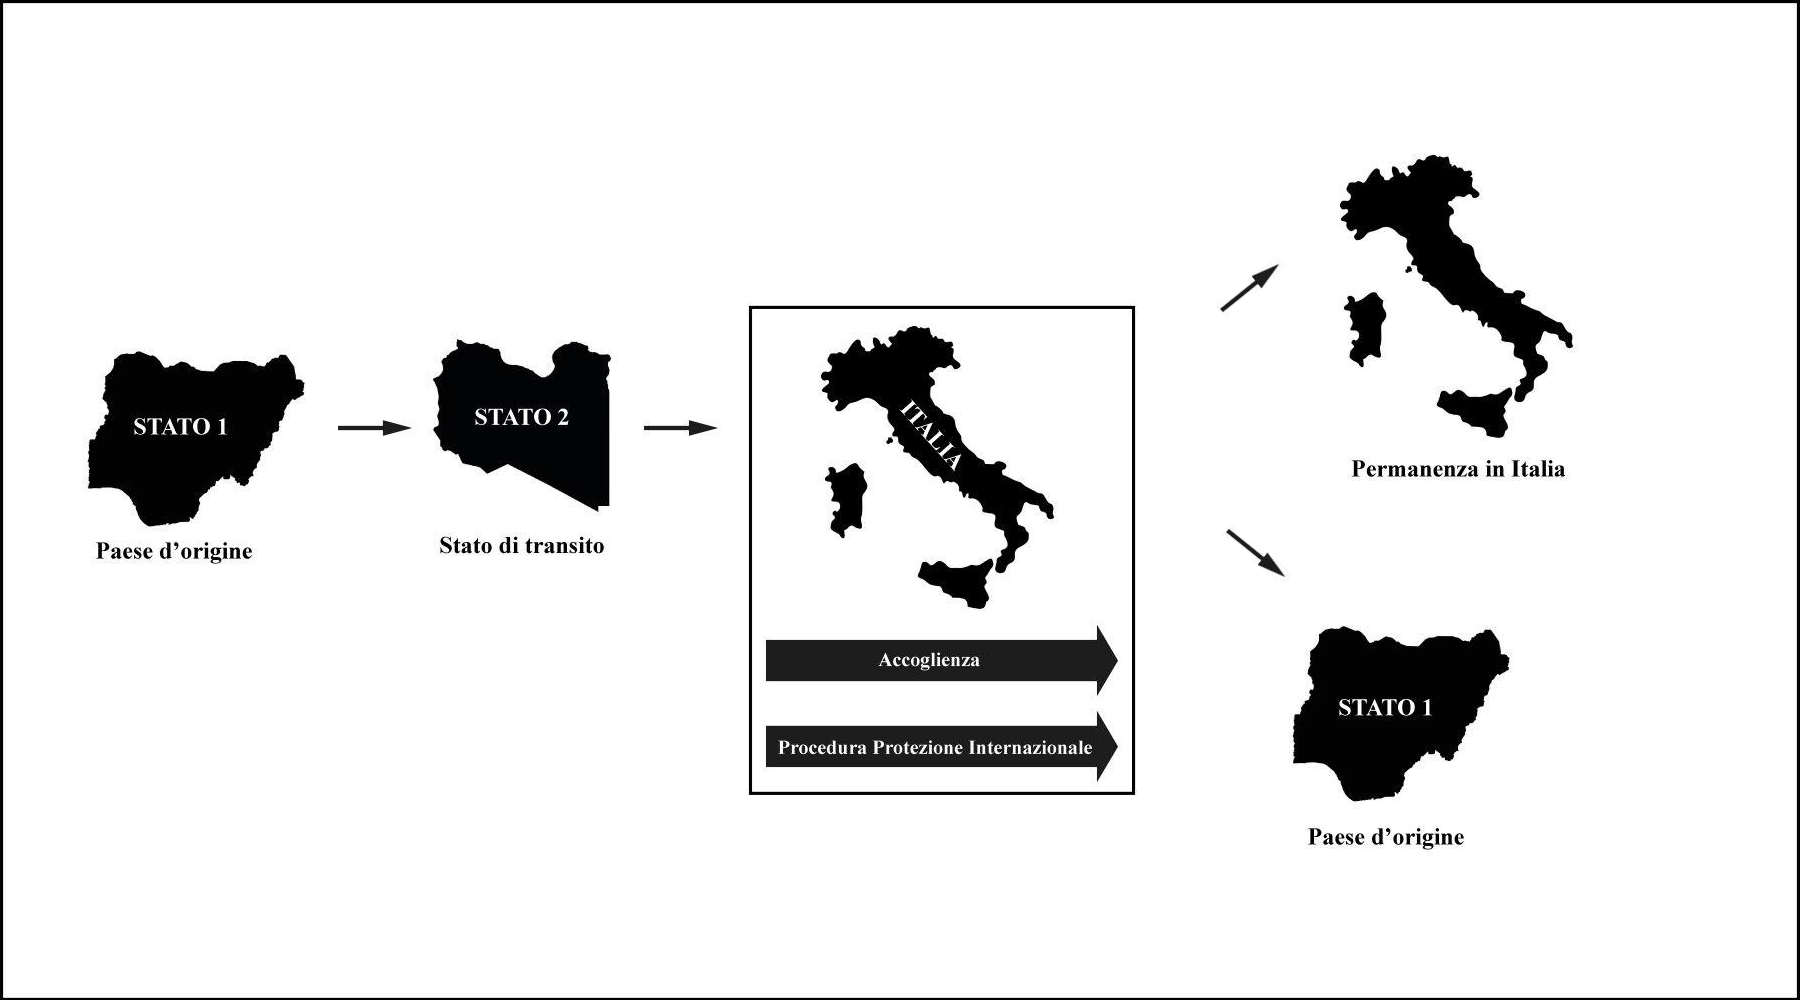 STATO 1
Paese d’origine
STATO 2
Stato di transito
ITALIA
Accoglienza
Procedura Protezione Internazionale
Permanenza in Italia
STATO 1
Paese d’origine